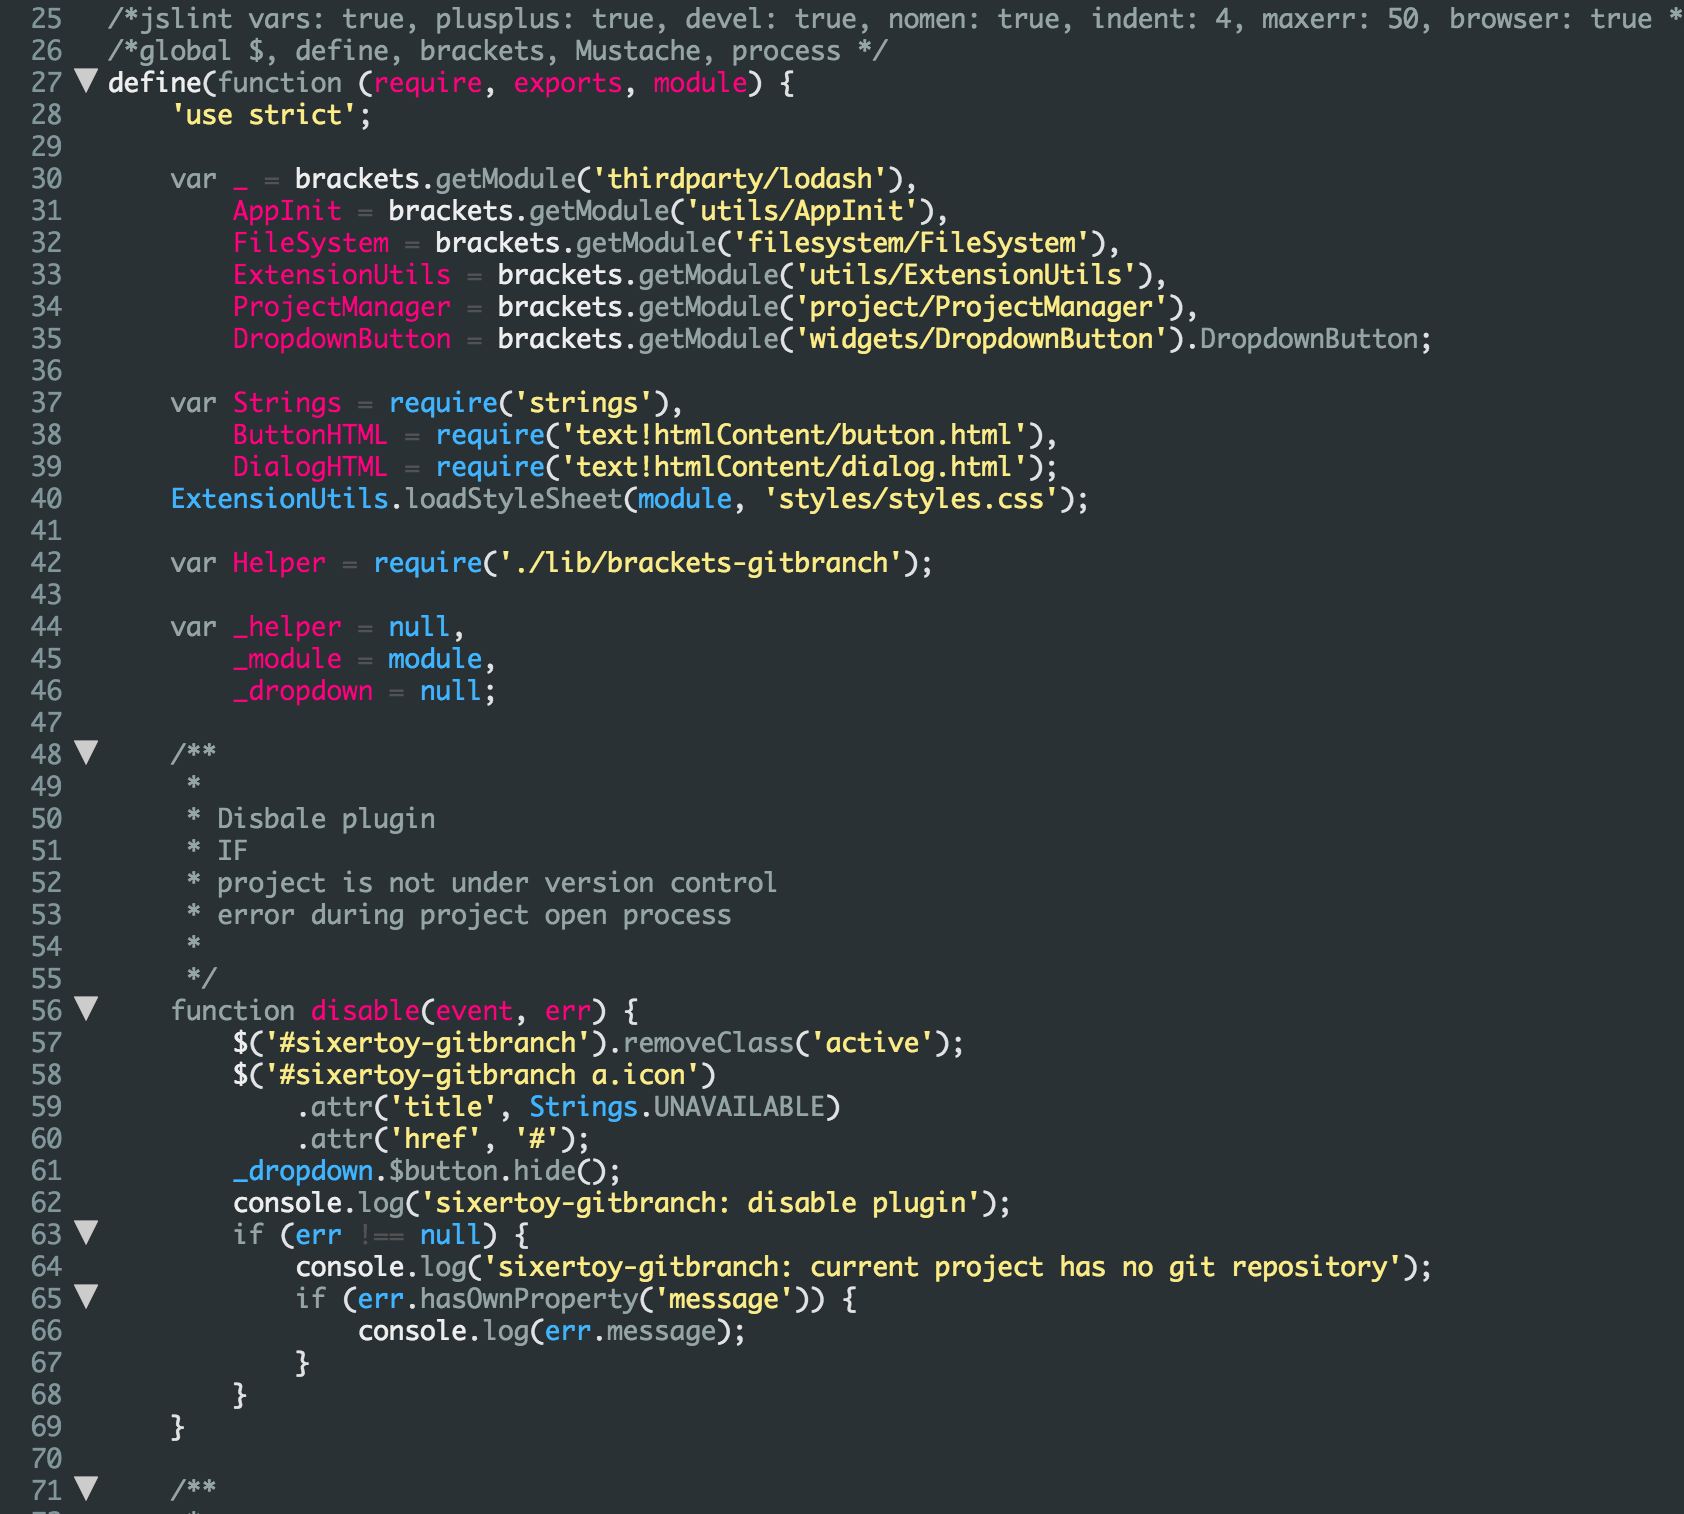 25 /*jslint vars: true, plusplus: true, devel: true, nomen: true, indent: 4, maxerr: 50, browser: true *
26 /*global $, define, brackets, Mustache, process */
27 define(function (require, exports, module) {
28     'use strict';
29
30     var _ = brackets.getModule('thirdparty/lodash'),
31         AppInit = brackets.getModule('utils/AppInit'),
32         FileSystem = brackets.getModule('filesystem/FileSystem'),
33         ExtensionUtils = brackets.getModule('utils/ExtensionUtils'),
34         ProjectManager = brackets.getModule('project/ProjectManager'),
35         DropdownButton = brackets.getModule('widgets/DropdownButton').DropdownButton;
36
37     var Strings = require('strings'),
38         ButtonHTML = require('text!htmlContent/button.html'),
39         DialogHTML = require('text!htmlContent/dialog.html');
40     ExtensionUtils.loadStyleSheet(module, 'styles/styles.css');
41
42     var Helper = require('./lib/brackets-gitbranch');
43
44     var _helper = null,
45         _module = module,
46         _dropdown = null;
47
48     /**
49      *
50      * Disbale plugin
51      * IF
52      * project is not under version control
53      * error during project open process
54      *
55      */
56     function disable(event, err) {
57         $('#sixertoy-gitbranch').removeClass('active');
58         $('#sixertoy-gitbranch a.icon')
59             .attr('title', Strings.UNAVAILABLE)
60             .attr('href', '#');
61         _dropdown.$button.hide();
62         console.log('sixertoy-gitbranch: disable plugin');
63         if (err !== null) {
64             console.log('sixertoy-gitbranch: current project has no git repository');
65             if (err.hasOwnProperty('message')) {
66                 console.log(err.message);
67             }
68         }
69     }
70
71     /**